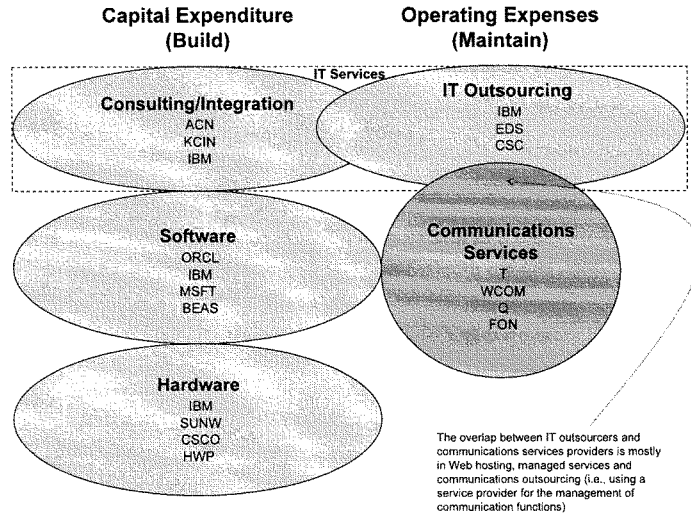 Capital Expenditure
(Build)
Operating Expenses
(Maintain)
IT Services
Consulting/Integration
ACN
KCIN
IBM
IT Outsourcing
IBM
EDS
CSC
Software
ORCL
IBM
MSFT
BEAS
Communications
Services
T
WCOM
Q
FON
Hardware
IBM
SUNW
CSCO
HWP
The overlap between IT outsourcers and
communications services providers is mostly
in Web hosting, managed services and
communications outsourcing (i.e., using a
service provider for the management of
communication functions)